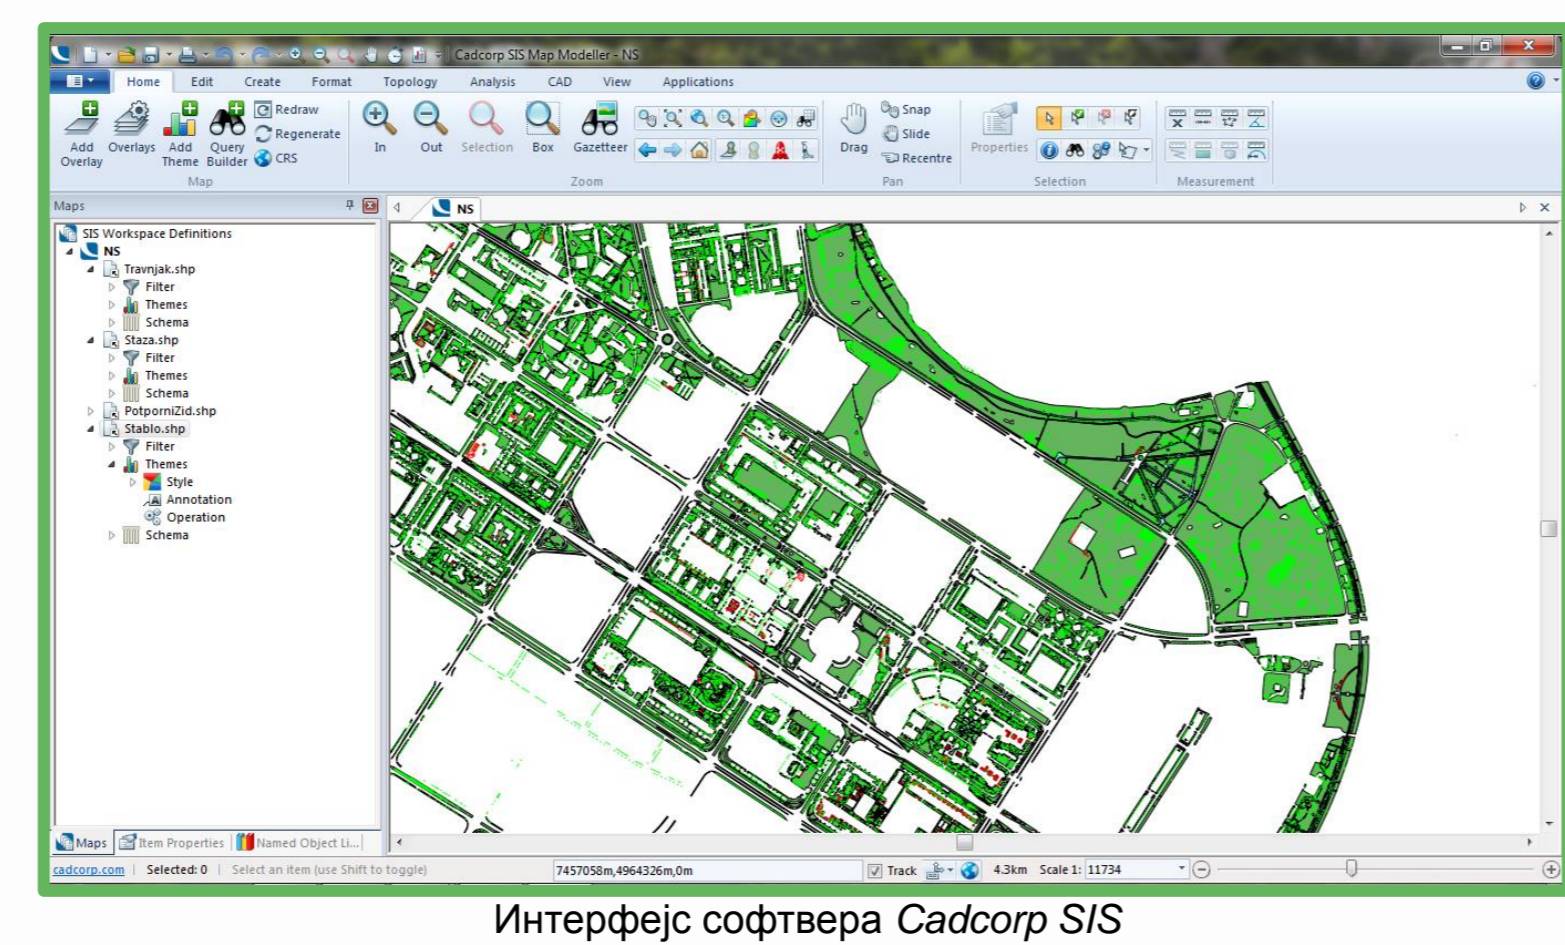 Cadcorp SIS Map Modeller - NS
Home Edit Create Format Topology Analysis CAD View Applications
Add Overlay
Overlays
Add Theme
Query Builder
Redraw
Regenerate
CRS
Map
In
Out
Selection
Box
Gazetteer
Zoom
Drag
Snap
Slide
Recentre
Pan
Properties
Selection
Measurement
Maps
NS
SIS Workspace Definitions
NS
Travnjak.shp
Filter
Themes
Schema
Staza.shp
Filter
Themes
Schema
PotporniZid.shp
Stablo.shp
Filter
Themes
Style
Annotation
Operation
Schema
Maps Item Properties Named Object Li...
cadcorp.com Selected: 0 Select an item (use Shift to toggle) 7457058m,4964326m,0m Track 4.3km Scale 1: 11734
Интерфејс софтвера Cadcorp SIS